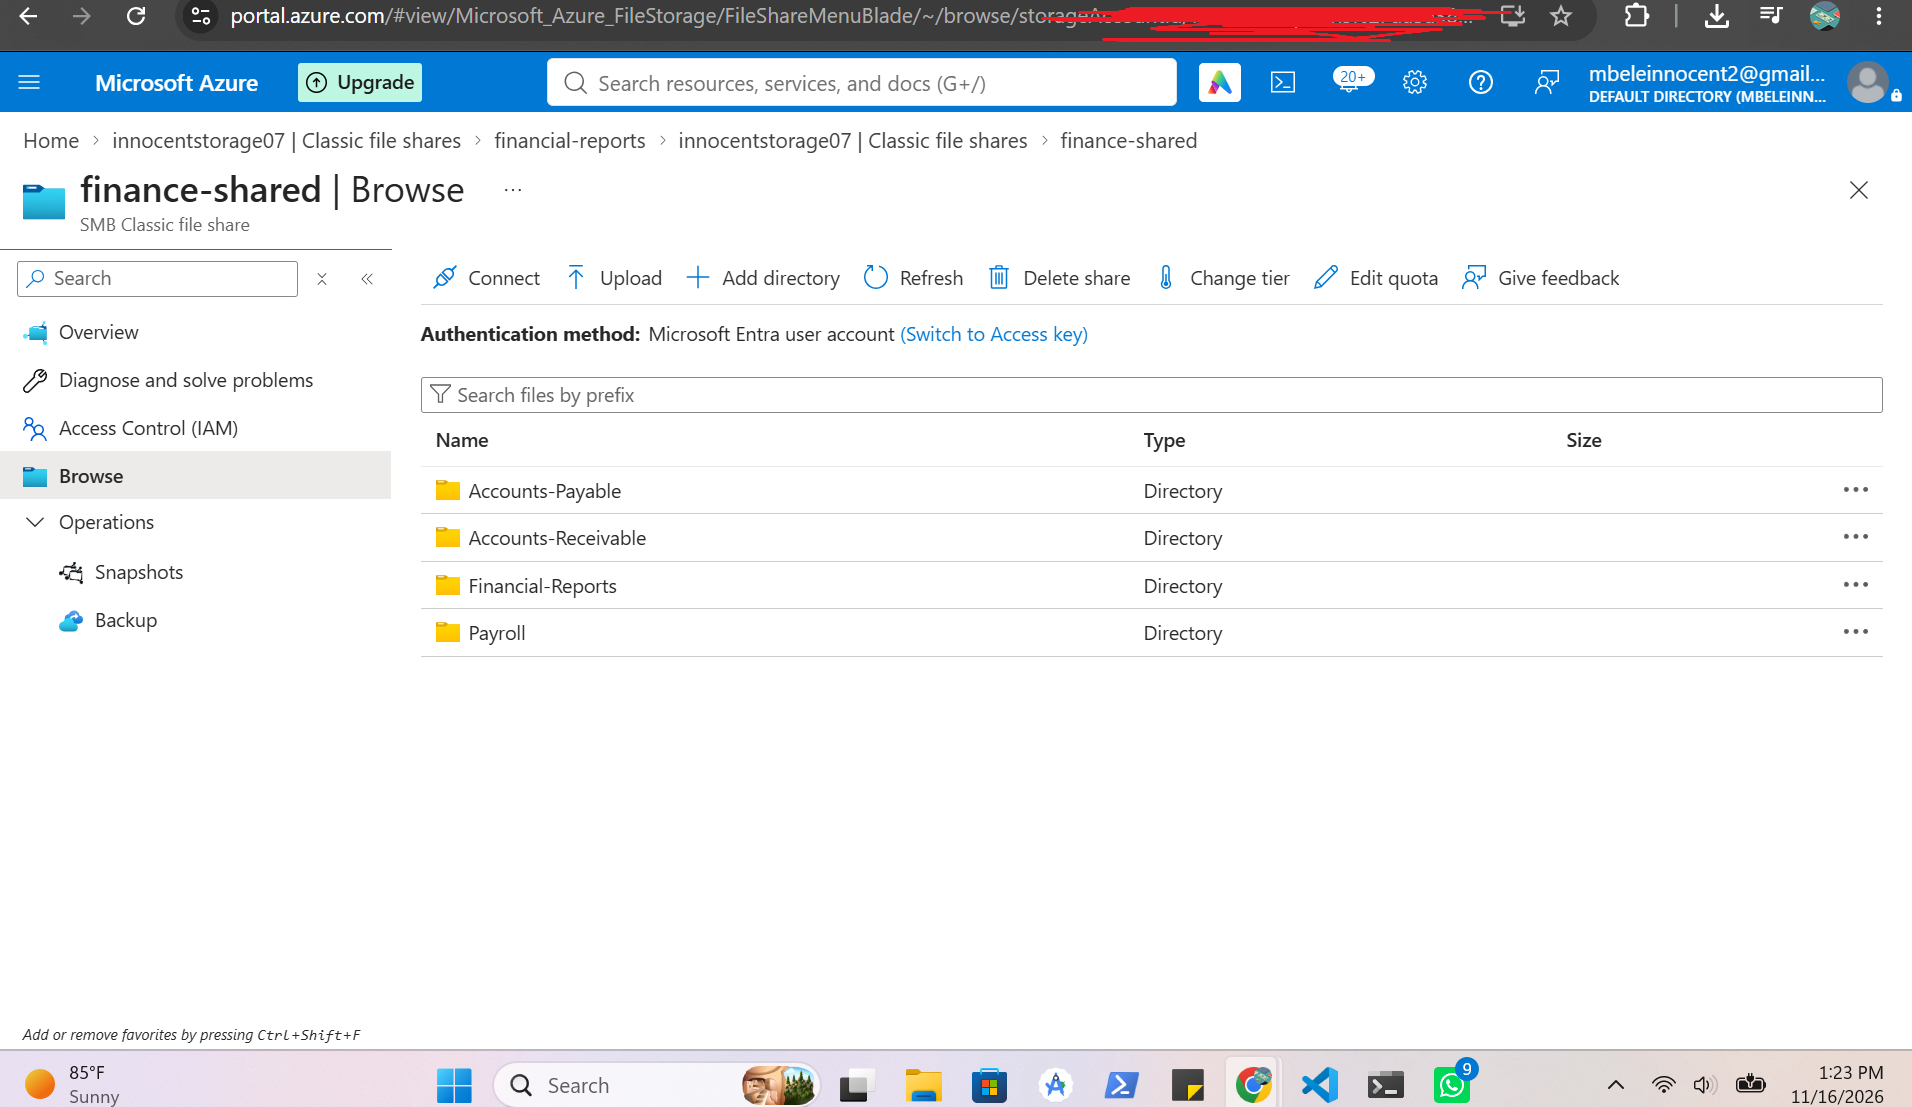 portal.azure.com/#view/Microsoft_Azure_FileStorage/FileShareMenuBlade/~/browse/storageA
Microsoft Azure
Upgrade
Search resources, services, and docs (G+/)
20+
mbeleinnocent2@gmail...
DEFAULT DIRECTORY (MBELEINN...
Home > innocentstorage07 | Classic file shares > financial-reports > innocentstorage07 | Classic file shares > finance-shared
finance-shared | Browse ...
SMB Classic file share
Search
Connect Upload Add directory Refresh Delete share Change tier Edit quota Give feedback
Overview
Diagnose and solve problems
Access Control (IAM)
Browse
Operations
Snapshots
Backup
Authentication method: Microsoft Entra user account (Switch to Access key)
Search files by prefix
Name Type Size
Accounts-Payable Directory
Accounts-Receivable Directory
Financial-Reports Directory
Payroll Directory
Add or remove favorites by pressing Ctrl+Shift+F
85°F
Sunny
Search
9
1:23 PM
11/16/2026